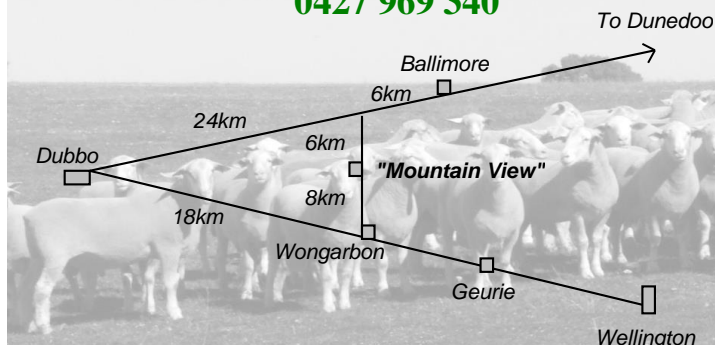 0427 969 540
To Dunedoo
Ballimore
6km
24km
6km
Dubbo
"Mountain View"
8km
18km
Wongarbon
Geurie
Wellington